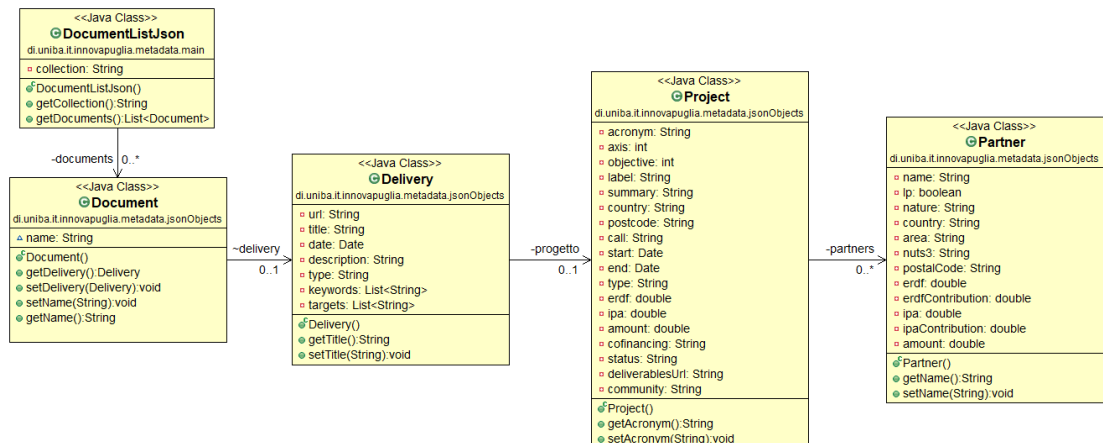 <<Java Class>>
DocumentListJson
di.uniba.it.innovapuglia.metadata.main
collection: String
DocumentListJson()
getCollection():String
getDocuments():List<Document>
-documents
0..*
<<Java Class>>
Document
di.uniba.it.innovapuglia.metadata.jsonObjects
name: String
Document()
getDelivery():Delivery
setDelivery(Delivery):void
setName(String):void
getName():String
~delivery
0..1
<<Java Class>>
Delivery
di.uniba.it.innovapuglia.metadata.jsonObjects
url: String
title: String
date: Date
description: String
type: String
keywords: List<String>
targets: List<String>
Delivery()
getTitle():String
setTitle(String):void
-progetto
0..1
<<Java Class>>
Project
di.uniba.it.innovapuglia.metadata.jsonObjects
acronym: String
axis: int
objective: int
label: String
summary: String
country: String
postcode: String
call: String
start: Date
end: Date
type: String
erdf: double
ipa: double
amount: double
cofinancing: String
status: String
deliverablesUrl: String
community: String
Project()
getAcronym():String
setAcronym(String):void
-partners
0..*
<<Java Class>>
Partner
di.uniba.it.innovapuglia.metadata.jsonObjects
name: String
lp: boolean
nature: String
country: String
area: String
nuts3: String
postalCode: String
erdf: double
erdfContribution: double
ipa: double
ipaContribution: double
amount: double
Partner()
getName():String
setName(String):void